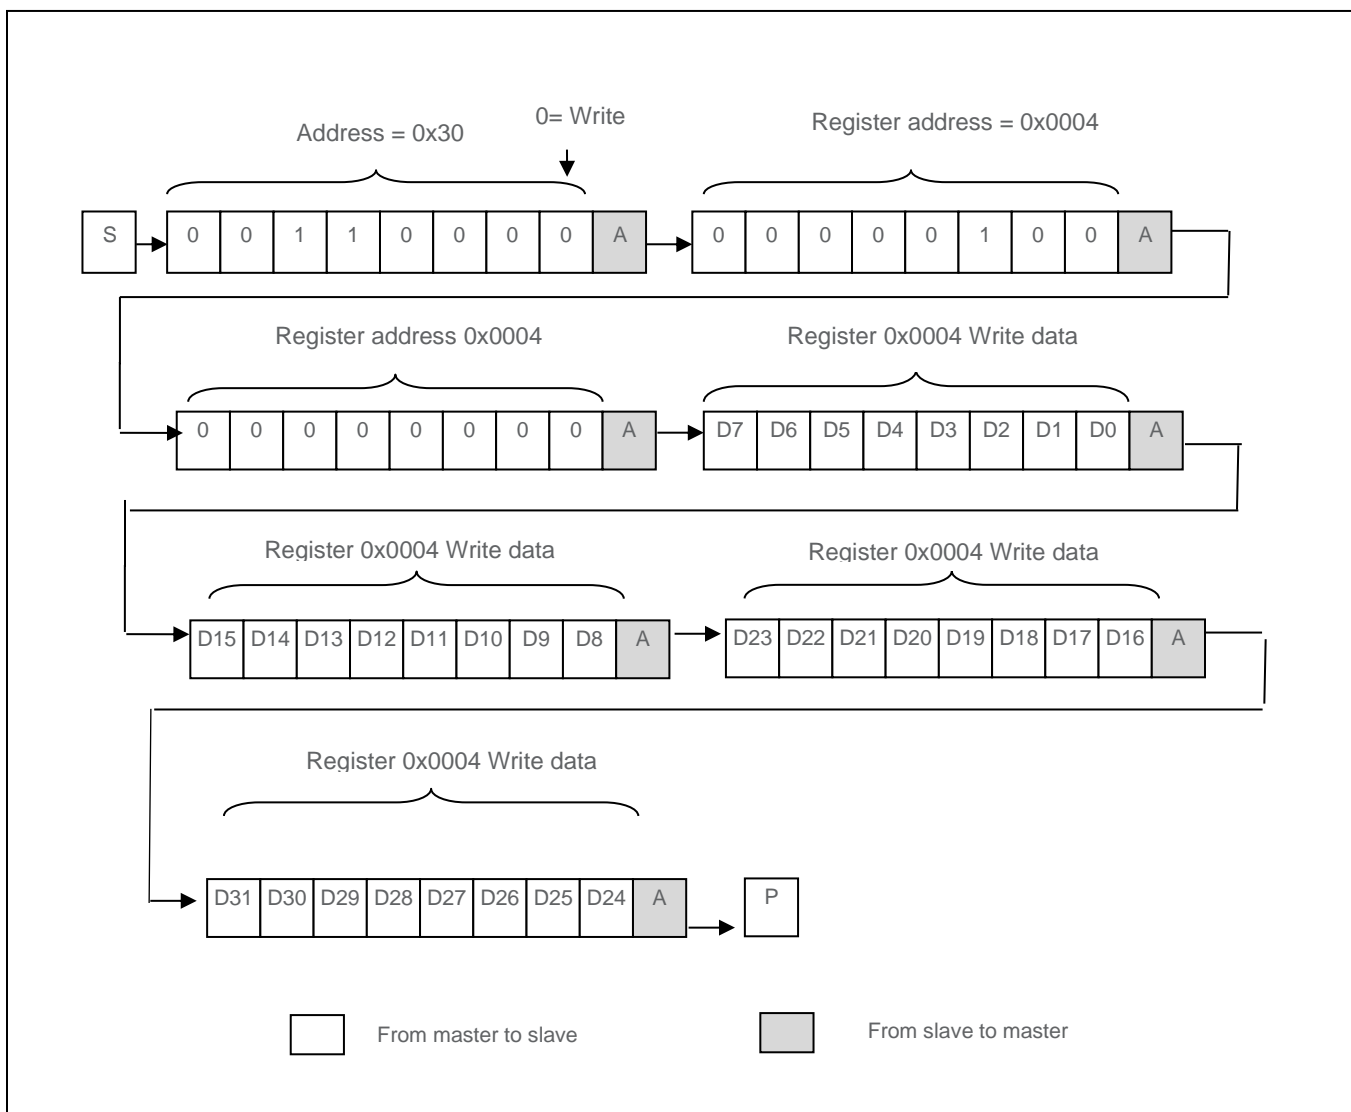 Address = 0x30
0= Write
Register address = 0x0004
S 0 0 1 1 0 0 0 0 A 0 0 0 0 0 1 0 0 A
Register address 0x0004
Register 0x0004 Write data
0 0 0 0 0 0 0 0 A D7 D6 D5 D4 D3 D2 D1 D0 A
Register 0x0004 Write data
Register 0x0004 Write data
D15 D14 D13 D12 D11 D10 D9 D8 A D23 D22 D21 D20 D19 D18 D17 D16 A
Register 0x0004 Write data
D31 D30 D29 D28 D27 D26 D25 D24 A P
From master to slave
From slave to master